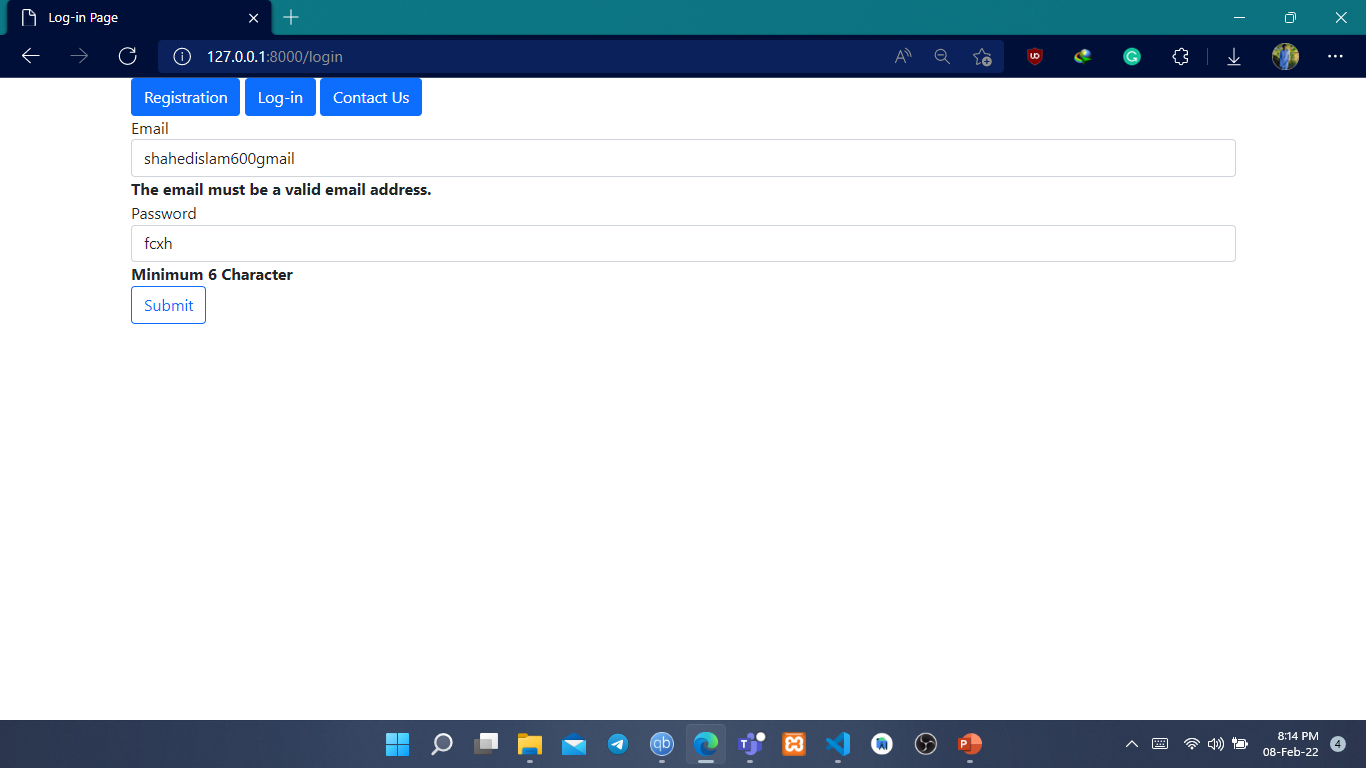 Log-in Page
127.0.0.1:8000/login
Registration Log-in Contact Us
Email
shahedislam600gmail
The email must be a valid email address.
Password
fcxh
Minimum 6 Character
Submit
8:14 PM
08-Feb-22
4